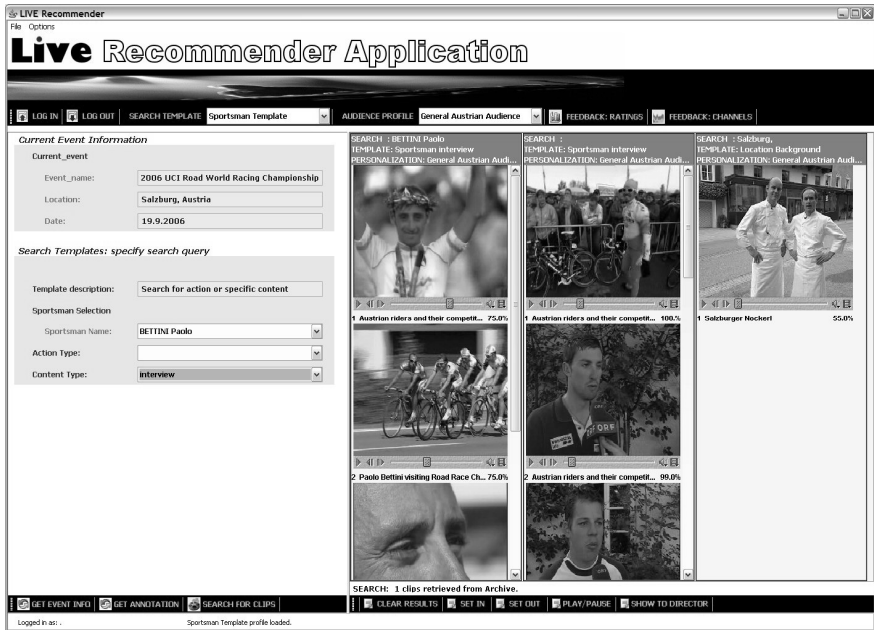 LIVE Recommender
File Options
Live Recommender Application
LOG IN LOG OUT SEARCH TEMPLATE Sportsman Template AUDIENCE PROFILE General Austrian Audience FEEDBACK: RATINGS FEEDBACK: CHANNELS
Current Event Information
Current_event
Event_name: 2006 UCI Road World Racing Championship
Location: Salzburg, Austria
Date: 19.9.2006
Search Templates: specify search query
Template description: Search for action or specific content
Sportsman Selection
Sportsman Name: BETTINI Paolo
Action Type:
Content Type: interview
SEARCH : BETTINI Paolo
TEMPLATE: Sportsman interview
PERSONALIZATION: General Austrian Audi...
1 Austrian riders and their competit... 75.0%
2 Paolo Bettini visiting Road Race Ch... 75.0%
SEARCH :
TEMPLATE: Sportsman interview
PERSONALIZATION: General Austrian Audi...
1 Austrian riders and their competit... 100.%
ORF
2 Austrian riders and their competit... 99.0%
SEARCH : Salzburg,
TEMPLATE: Location Background
PERSONALIZATION: General Austrian Audi...
1 Salzburger Nockerl 55.0%
SEARCH: 1 clips retrieved from Archive.
GET EVENT INFO GET ANNOTATION SEARCH FOR CLIPS CLEAR RESULTS SET IN SET OUT PLAY/PAUSE SHOW TO DIRECTOR
Logged in as: . Sportsman Template profile loaded.